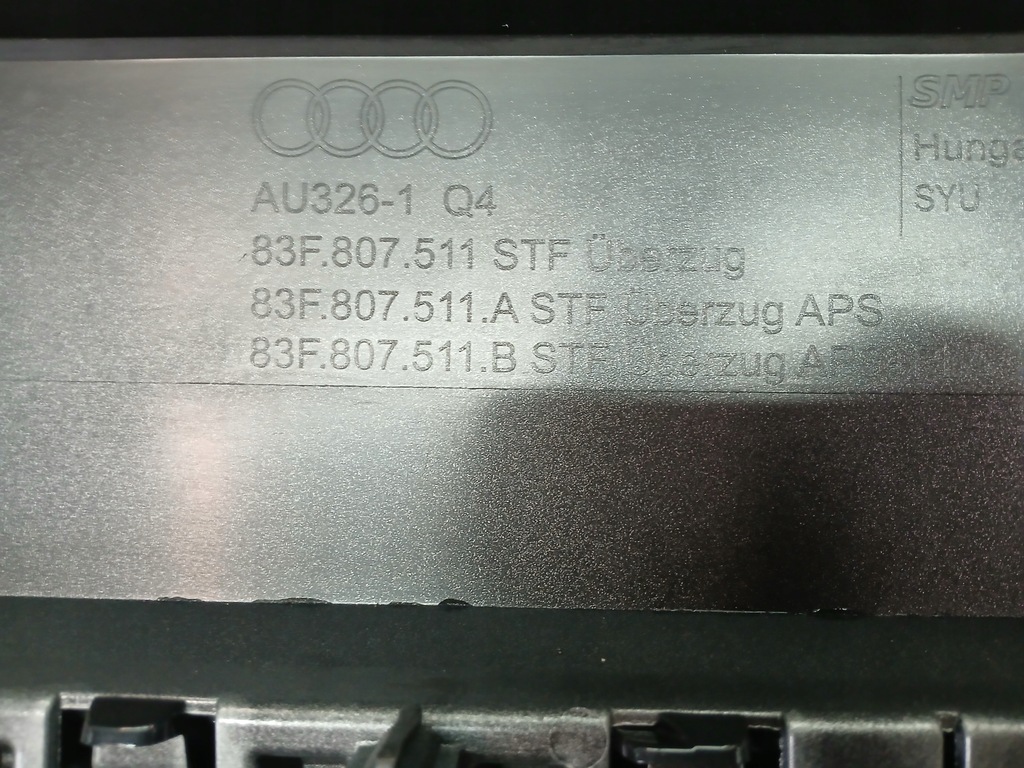 SMP
AU326-1 Q4
SYU
83F.807.511 STF Überzug
83F.807.511.A STF Überzug APS
83F.807.511.B STF Überzug